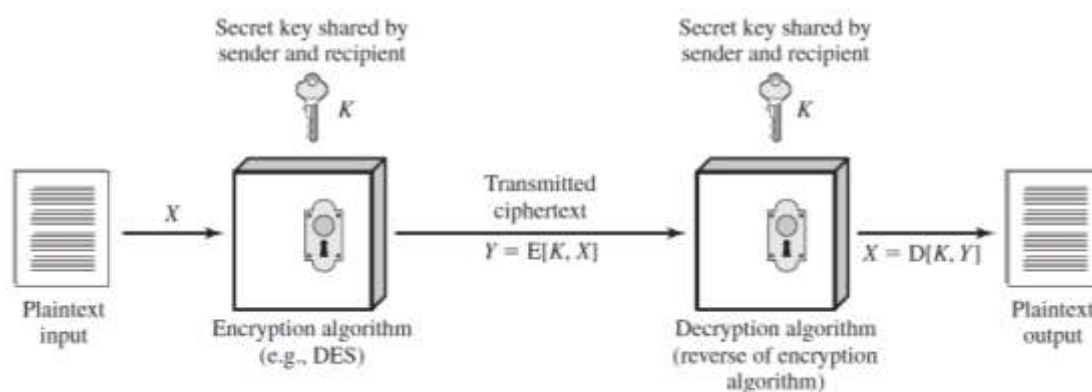 Secret key shared by
sender and recipient
K
Secret key shared by
sender and recipient
K
X
Transmitted
ciphertext
Y = E[K, X]
X = D[K, Y]
Plaintext
input
Encryption algorithm
(e.g., DES)
Decryption algorithm
(reverse of encryption
algorithm)
Plaintext
output